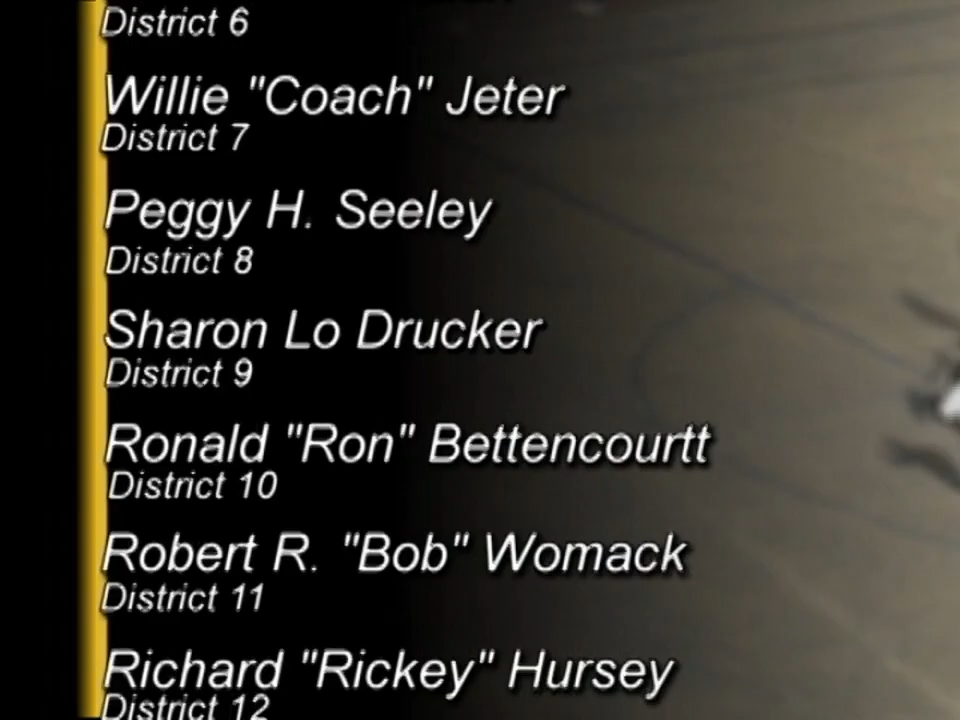 District 6
Willie "Coach" Jeter
District 7
Peggy H. Seeley
District 8
Sharon Lo Drucker
District 9
Ronald "Ron" Bettencourtt
District 10
Robert R. "Bob" Womack
District 11
Richard "Rickey" Hursey
District 12